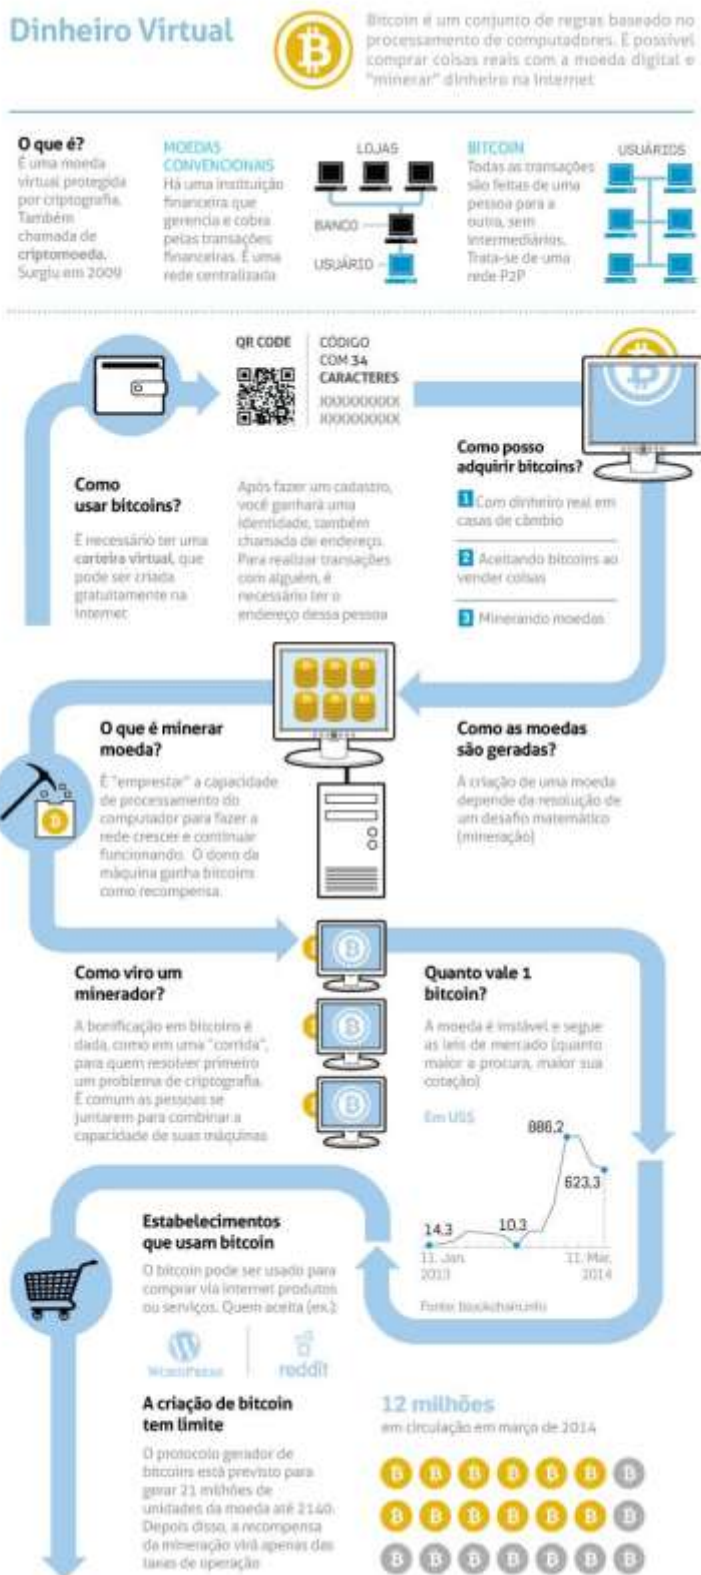 Dinheiro Virtual
Bitcoin é um conjunto de regras baseado no
processamento de computadores. É possível
comprar coisas reais com a moeda digital e
"minerar" dinheiro na Internet
O que é?
É uma moeda
virtual protegida
por criptografia.
Também
chamada de
criptomoeda.
Surgiu em 2009
MOEDAS
CONVENCIONAIS
Há uma instituição
financeira que
gerencia e cobra
pelas transações
financeiras. É uma
rede centralizada
LOJAS
BANCO
USUÁRIO
BITCOIN
Todas as transações
são feitas de uma
pessoa para a
outra, sem
intermediários.
Trata-se de uma
rede P2P
USUÁRIOS
QR CODE
CÓDIGO
COM 34
CARACTERES
XXXXXXXXX
XXXXXXXXX
Como
usar bitcoins?
É necessário ter uma
carteira virtual, que
pode ser criada
gratuitamente na
internet
Após fazer um cadastro,
você ganhará uma
identidade, também
chamada de endereço.
Para realizar transações
com alguém, é
necessário ter o
endereço dessa pessoa
Como posso
adquirir bitcoins?
1 Com dinheiro real em
casas de câmbio
2 Aceitando bitcoins ao
vender coisas
3 Minerando moedas
O que é minerar
moeda?
É "emprestar" a capacidade
de processamento do
computador para fazer a
rede crescer e continuar
funcionando. O dono da
máquina ganha bitcoins
como recompensa.
Como as moedas
são geradas?
A criação de uma moeda
depende da resolução de
um desafio matemático
(mineração)
Como viro um
minerador?
A bonificação em bitcoins é
dada, como em uma "corrida",
para quem resolver primeiro
um problema de criptografia.
É comum as pessoas se
juntarem para combinar a
capacidade de suas máquinas
Quanto vale 1
bitcoin?
A moeda é instável e segue
as leis de mercado (quanto
maior a procura, maior sua
cotação)
Em US$
886,2
623,3
14,3
10,3
11. Jan.
2013
11. Mar.
2014
Fonte: blockchain.info
Estabelecimentos
que usam bitcoin
O bitcoin pode ser usado para
comprar via internet produtos
ou serviços. Quem aceita (ex.):
WORDPRESS
reddit
A criação de bitcoin
tem limite
O protocolo gerador de
bitcoins está previsto para
gerar 21 milhões de
unidades da moeda até 2140.
Depois disso, a recompensa
da mineração virá apenas das
taxas de operação
12 milhões
em circulação em março de 2014